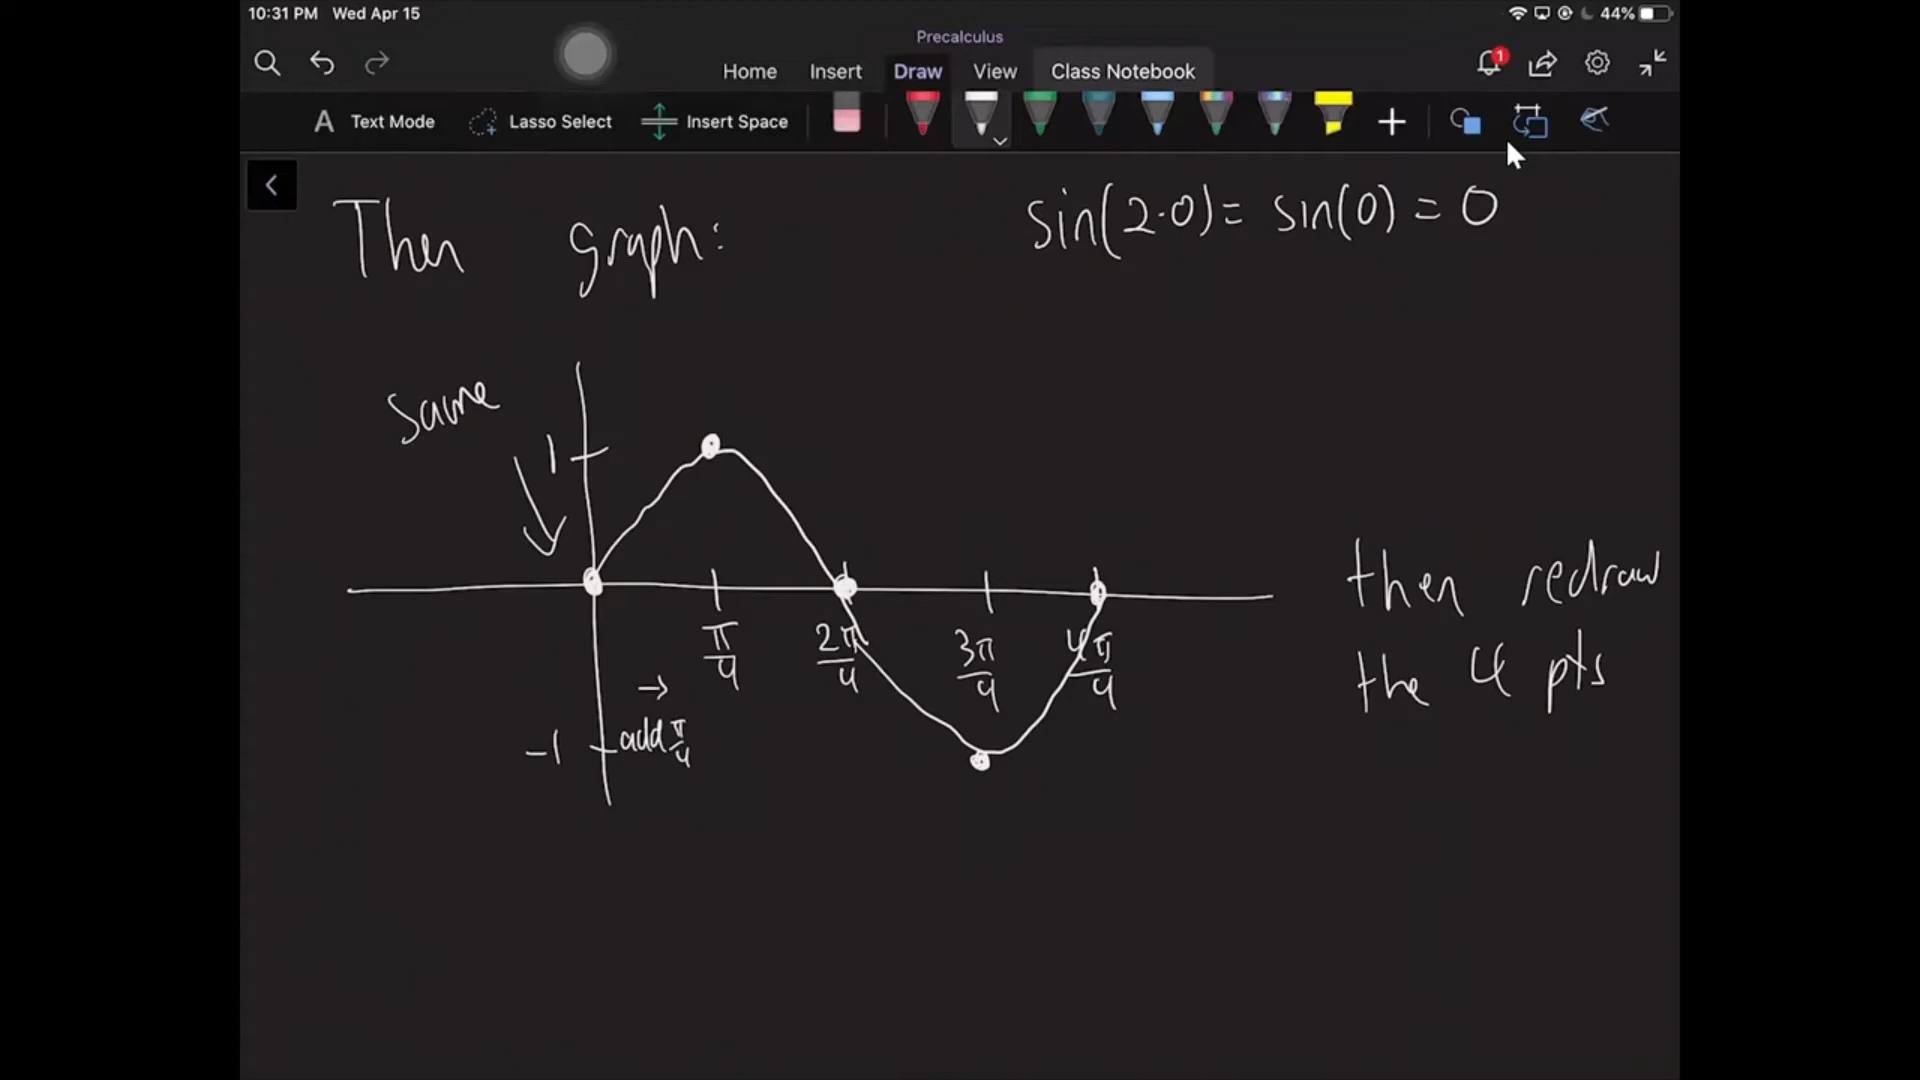 10:31 PM Wed Apr 15
44%
Precalculus
1
Home Insert Draw View Class Notebook
A Text Mode Lasso Select Insert Space
Then graph:
sin(2·0)= sin(0) = 0
same
1
π/4 2π/4 3π/4 4π/4
→
add π/4
-1
then redraw
the 4 pts